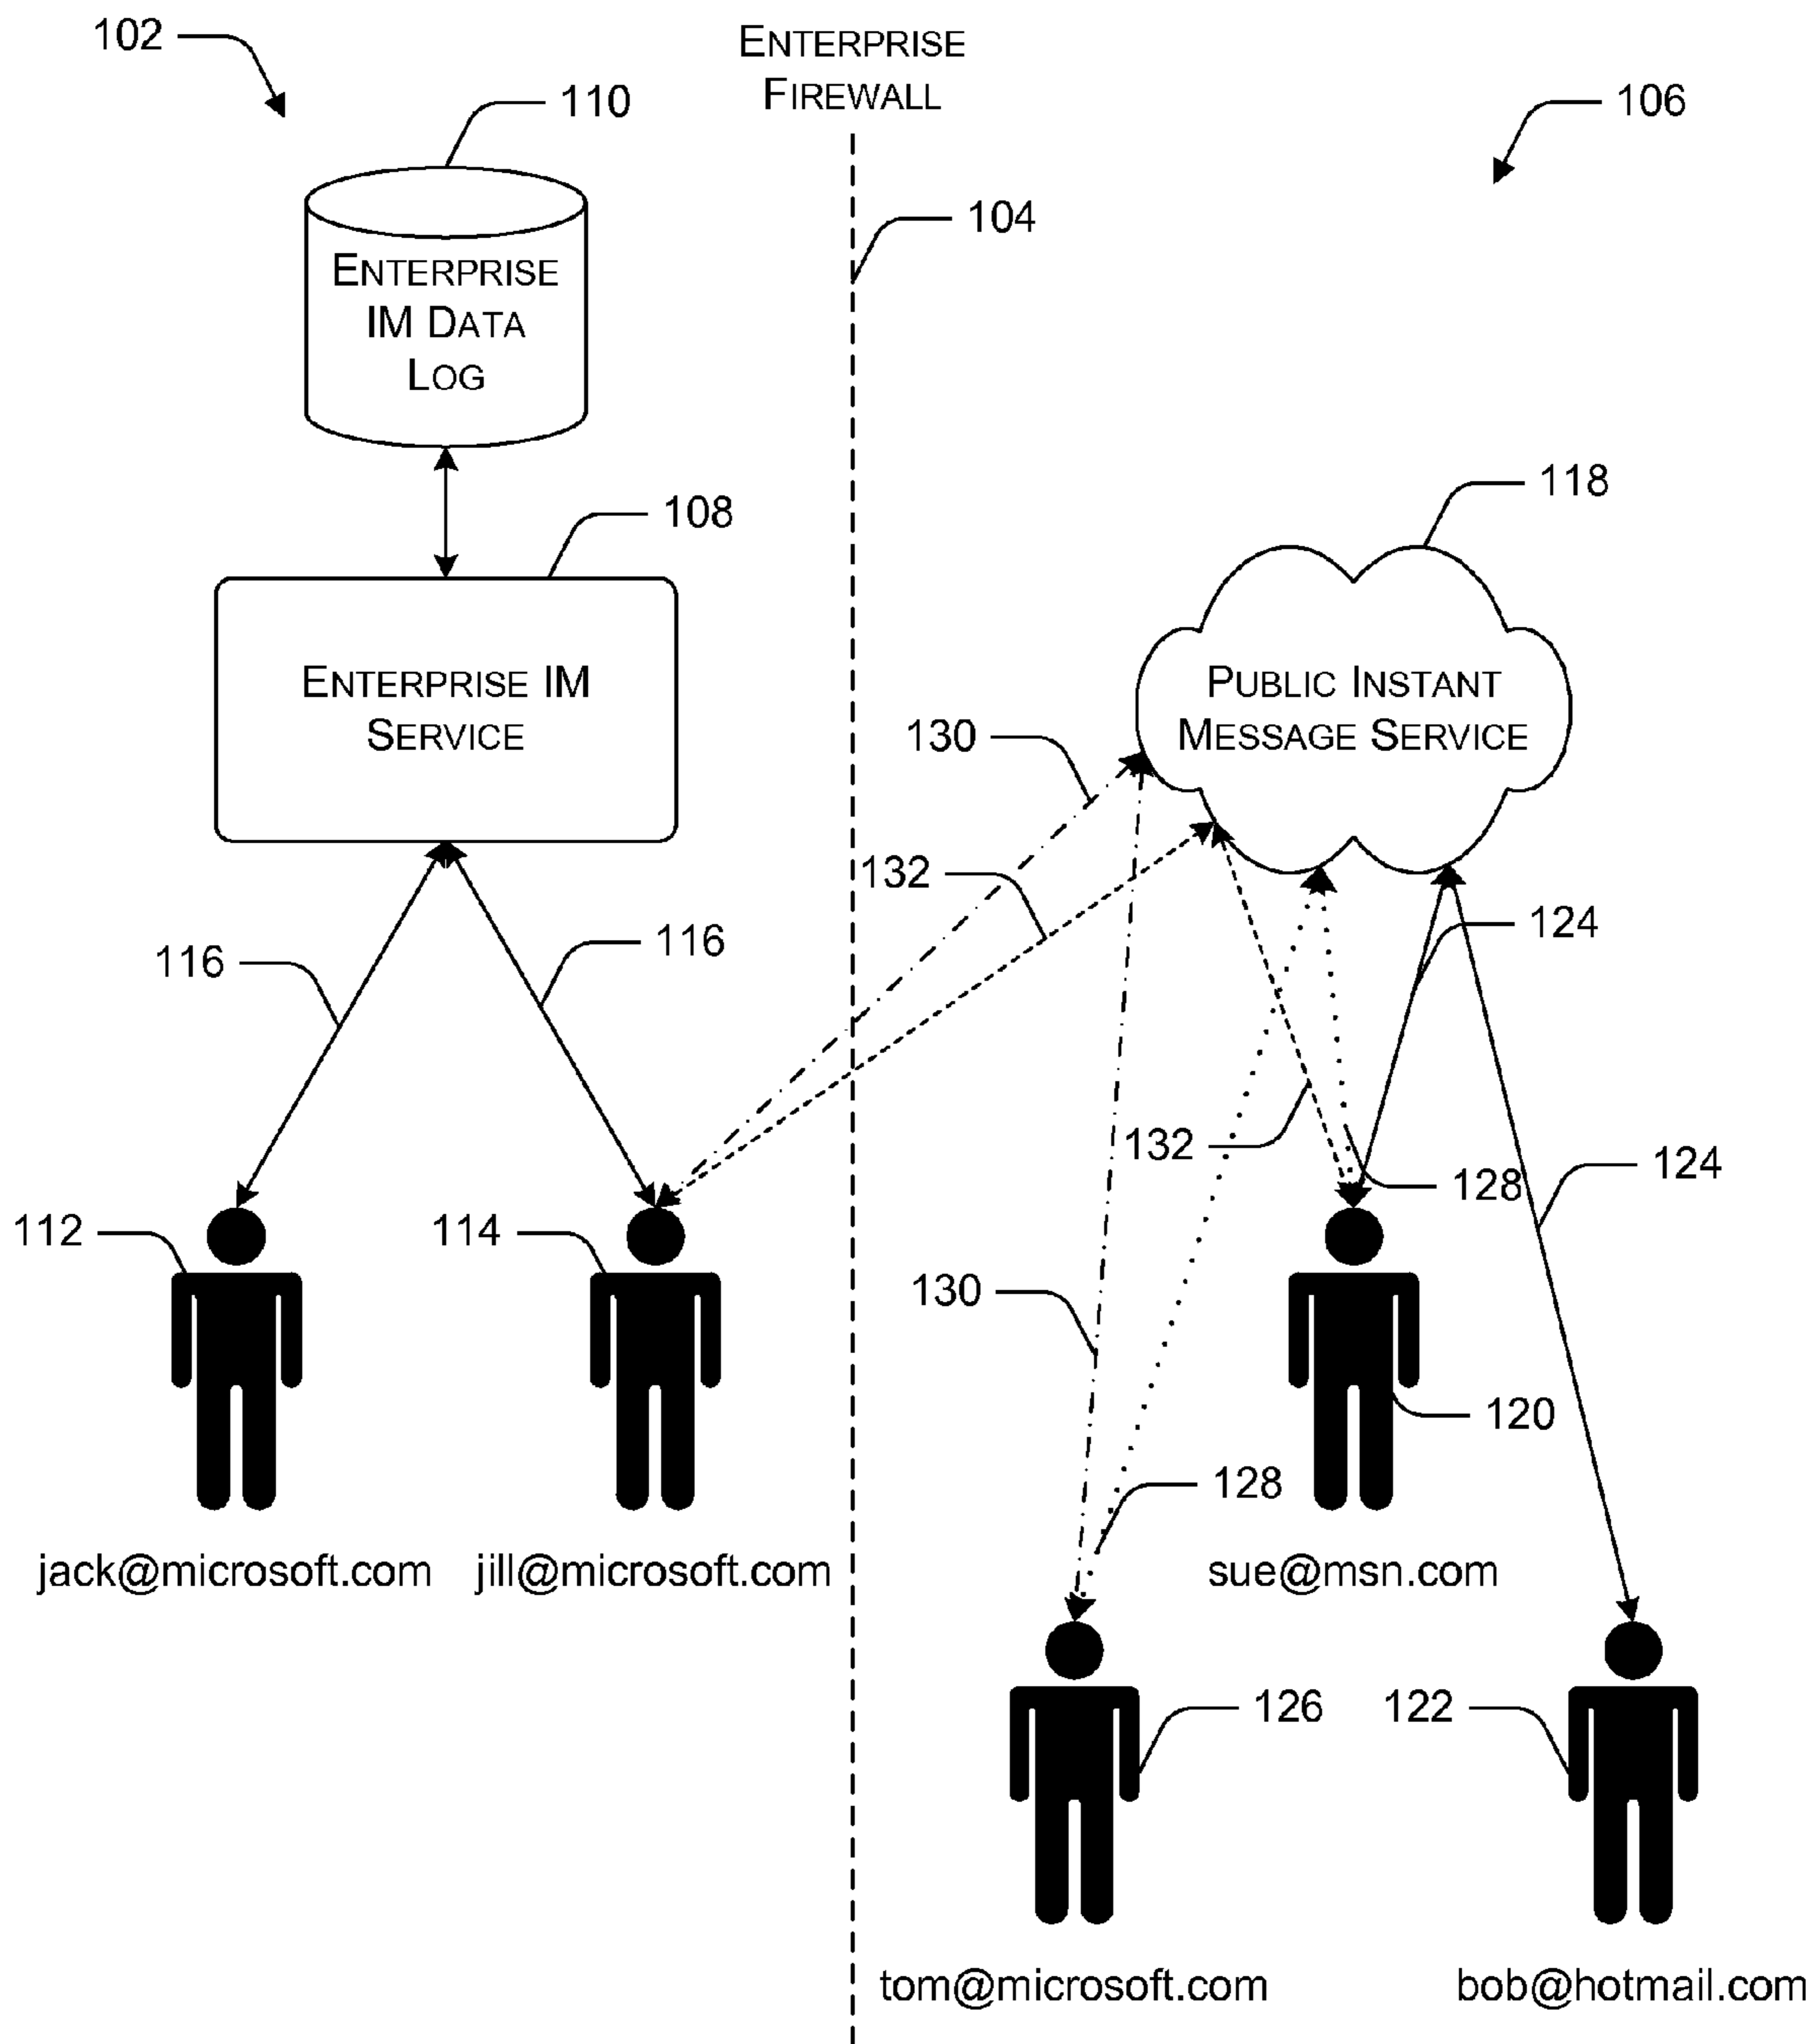 102
ENTERPRISE
FIREWALL
110
106
104
ENTERPRISE
IM DATA
LOG
118
108
ENTERPRISE IM
SERVICE
PUBLIC INSTANT
MESSAGE SERVICE
130
132
124
116
116
132
128
124
112
114
130
120
128
jack@microsoft.com
jill@microsoft.com
sue@msn.com
126
122
tom@microsoft.com
bob@hotmail.com